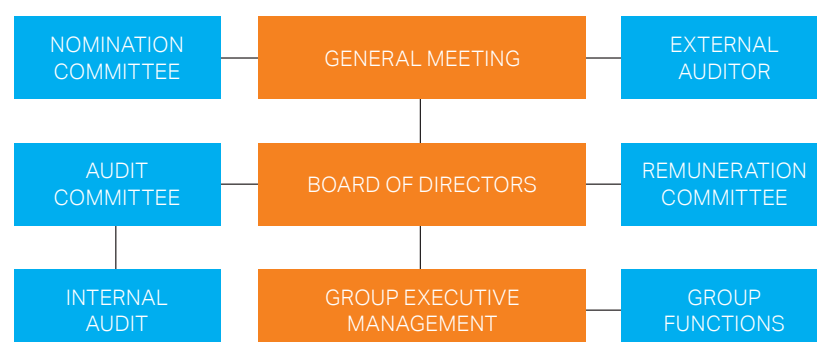 NOMINATION
COMMITTEE
GENERAL MEETING
EXTERNAL
AUDITOR
AUDIT
COMMITTEE
BOARD OF DIRECTORS
REMUNERATION
COMMITTEE
INTERNAL
AUDIT
GROUP EXECUTIVE
MANAGEMENT
GROUP
FUNCTIONS